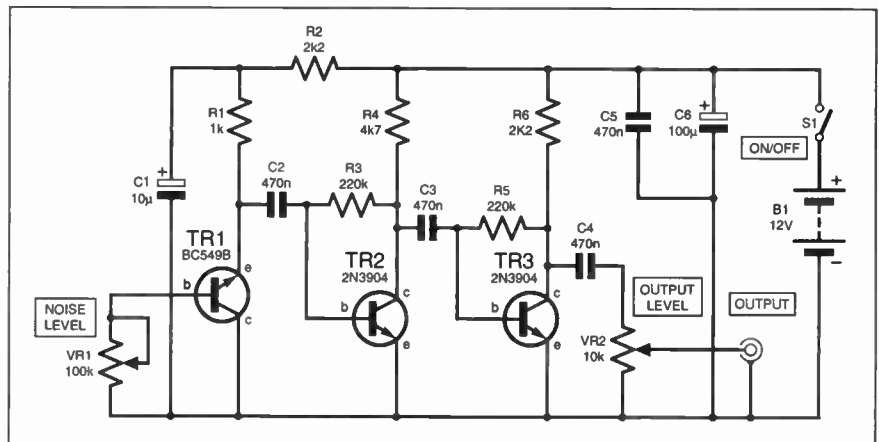 R2
2k2
R1
1k
R4
4k7
R6
2K2
C5
470n
C6
100µ
S1
ON/OFF
+
C1
10µ
+
C2
470n
R3
220k
C3
470n
R5
220k
C4
470n
+
B1
12V
−
TR1
BC549B
e
b
c
TR2
2N3904
c
b
e
TR3
2N3904
c
b
e
OUTPUT
LEVEL
OUTPUT
NOISE
LEVEL
VR1
100k
VR2
10k